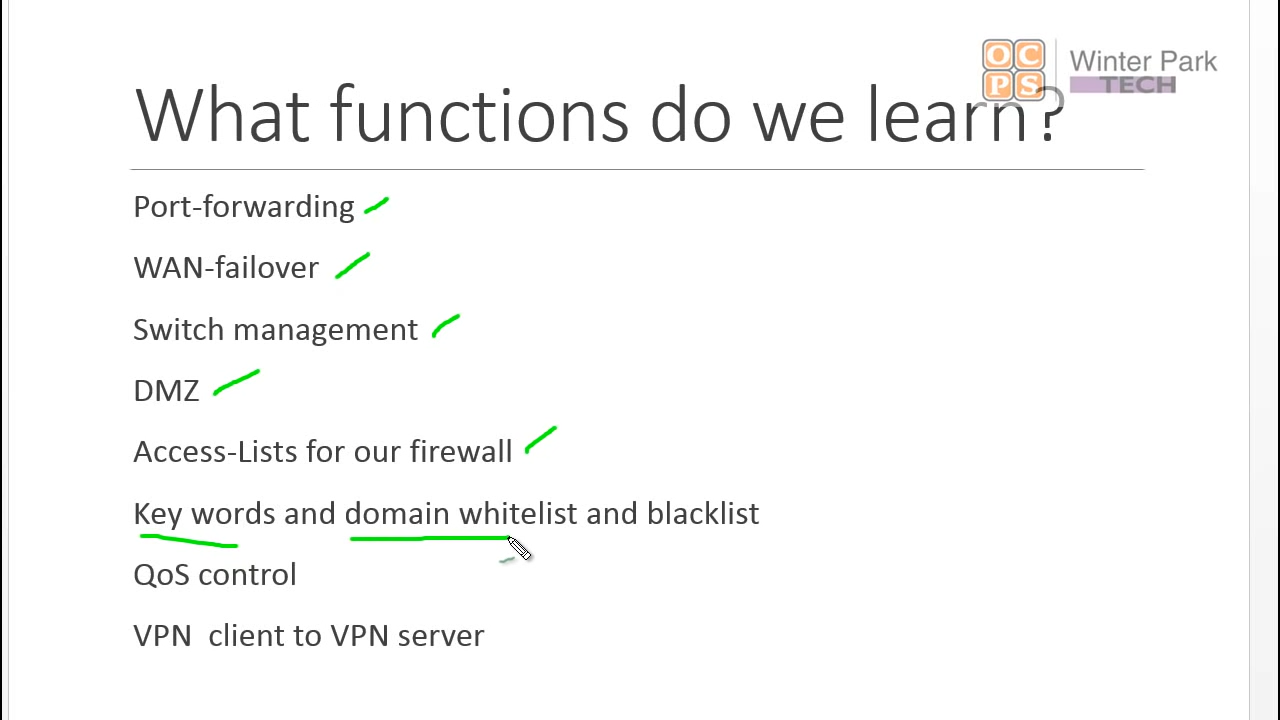 OC
PS
Winter Park
TECH
What functions do we learn?
Port-forwarding
WAN-failover
Switch management
DMZ
Access-Lists for our firewall
Key words and domain whitelist and blacklist
QoS control
VPN  client to VPN server